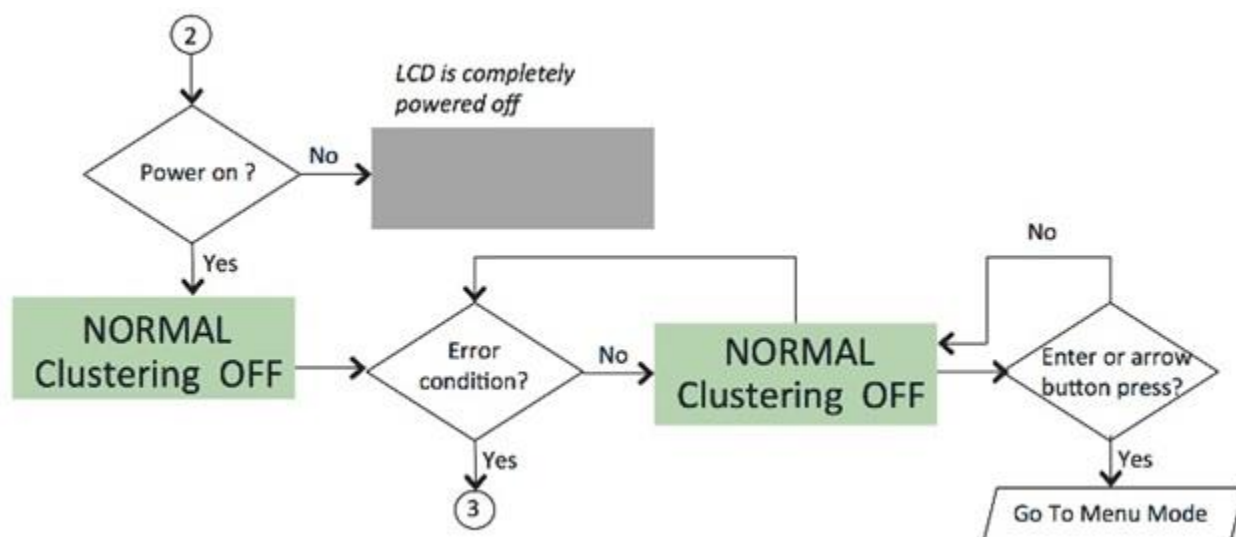 2
LCD is completely
powered off
Power on ?
No
Yes
NORMAL
Clustering OFF
Error
condition?
No
Yes
3
NORMAL
Clustering OFF
No
Enter or arrow
button press?
Yes
Go To Menu Mode